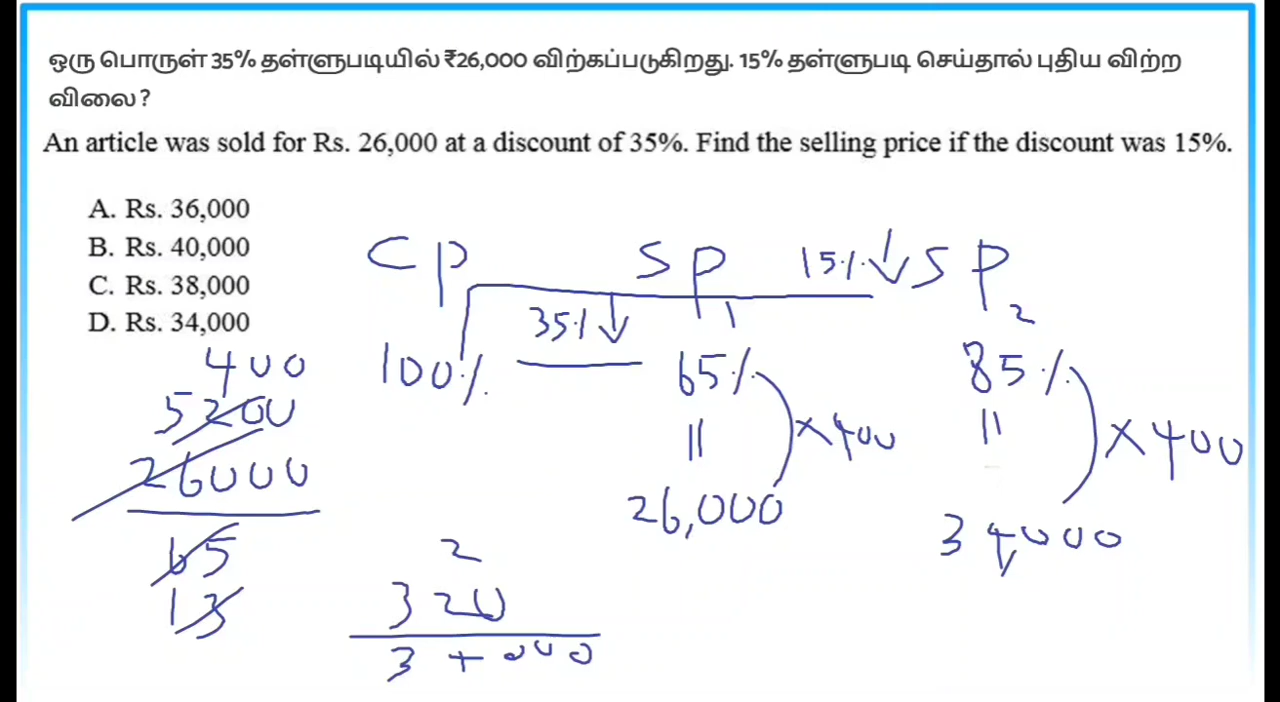 ஒரு பொருள் 35% தள்ளுபடியில் ₹26,000 விற்கப்படுகிறது. 15% தள்ளுபடி செய்தால் புதிய விற்ற
விலை?
An article was sold for Rs. 26,000 at a discount of 35%. Find the selling price if the discount was 15%.
A. Rs. 36,000
B. Rs. 40,000
C. Rs. 38,000
D. Rs. 34,000
CP SP1 15% ↓ SP2
35% ↓
100% 65% 85%
400
5200
26000
65
13
|| ×400 || ×400
26,000 34000
2
320
34000